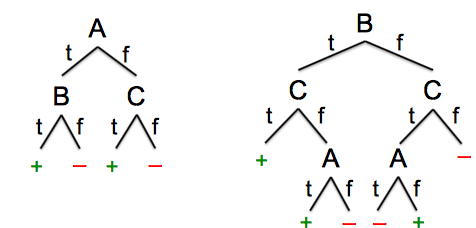 A
t f
B C
t f t f
+ − + −
B
t f
C C
t f t f
+ A A −
t f t f
+ − − +